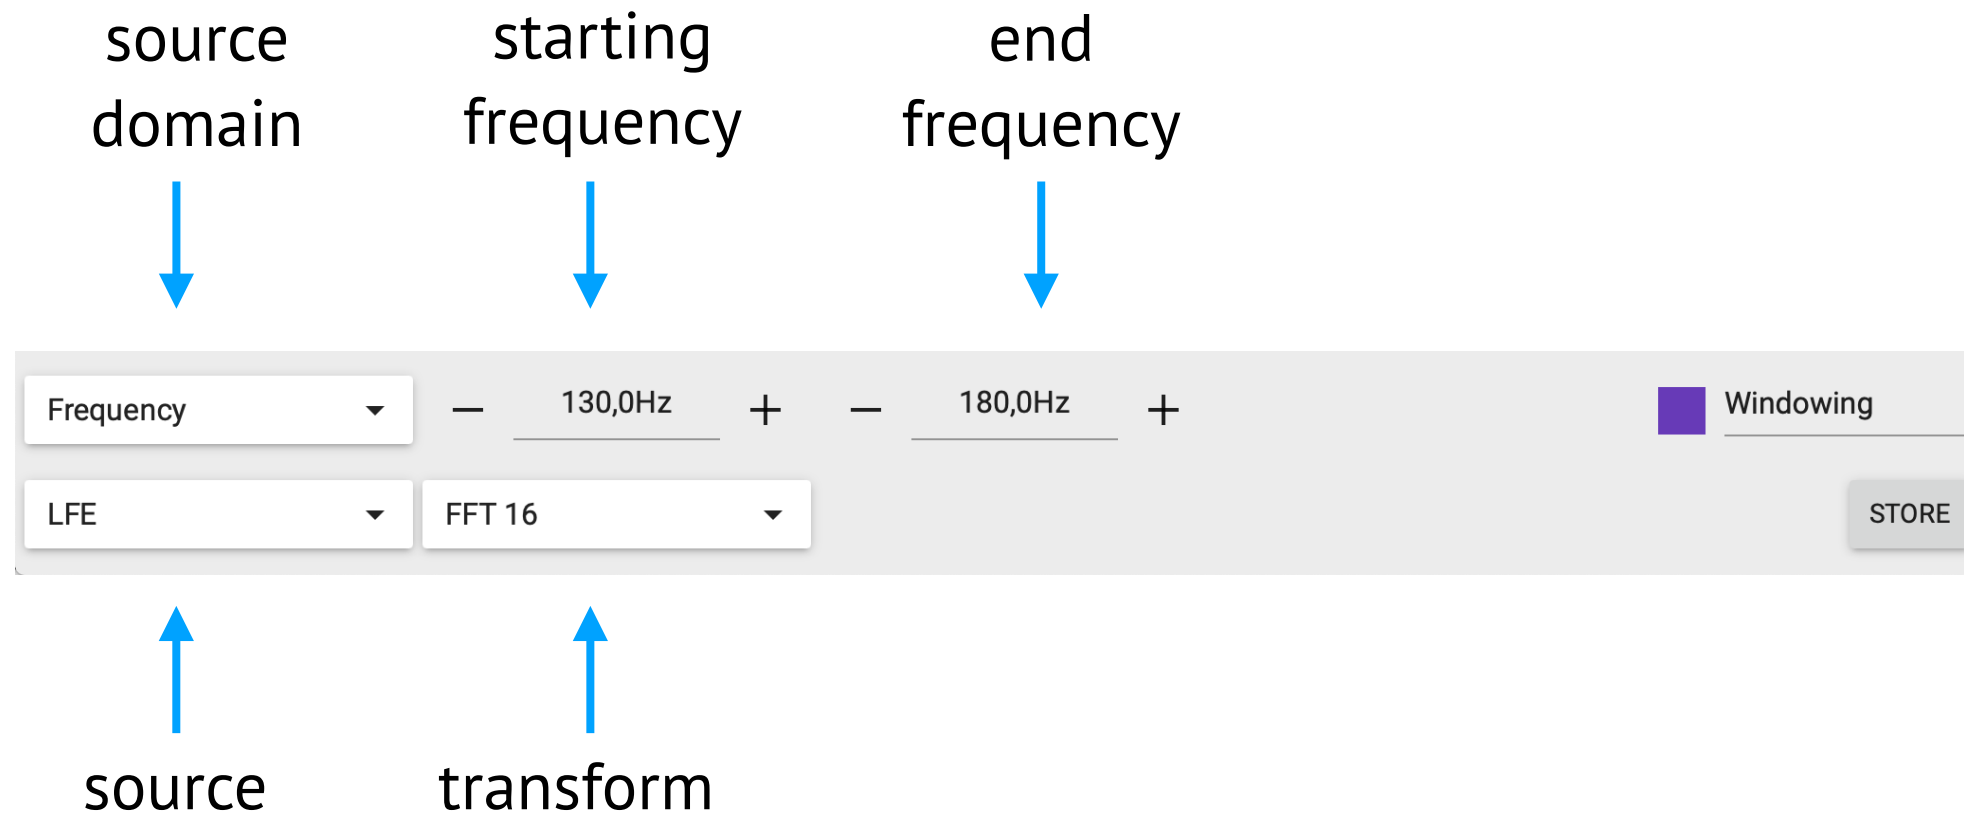 source
domain
starting
frequency
end
frequency
Frequency
− 130,0Hz +
− 180,0Hz +
Windowing
LFE
FFT 16
STORE
source
transform